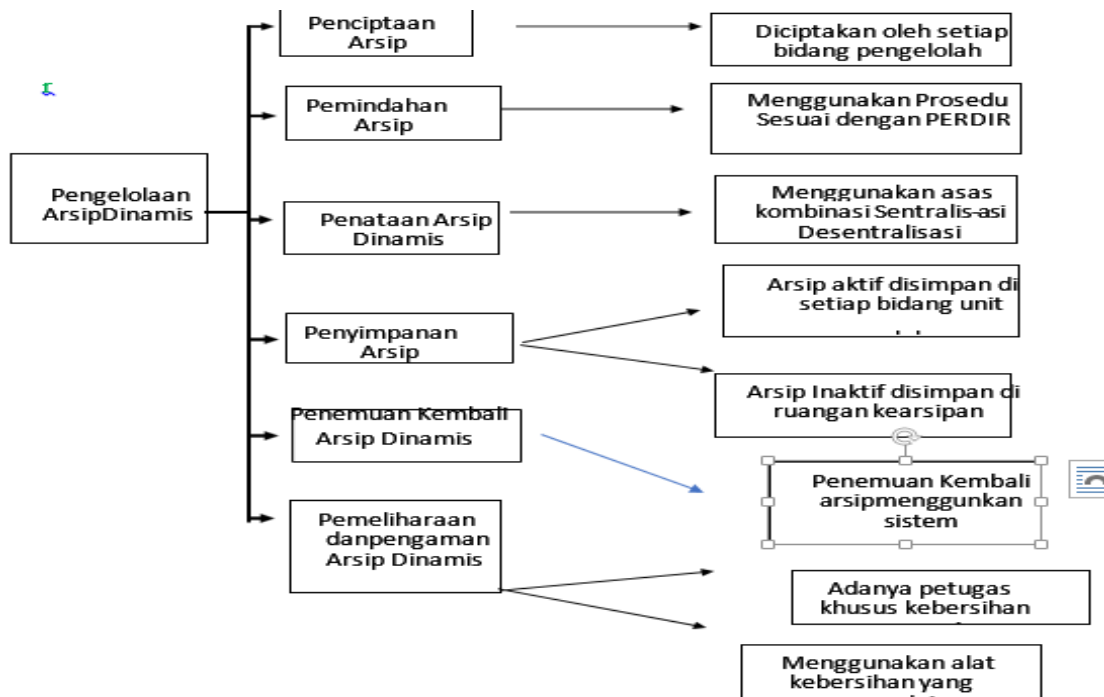 Penciptaan
Arsip
Diciptakan oleh setiap
bidang pengelolah
Pemindahan
Arsip
Menggunakan Prosedu
Sesuai dengan PERDIR
Pengelolaan
ArsipDinamis
Penataan Arsip
Dinamis
Menggunakan asas
kombinasi Sentralis-asi
Desentralisasi
Penyimpanan
Arsip
Arsip aktif disimpan di
setiap bidang unit
Arsip Inaktif disimpan di
ruangan kearsipan
Penemuan Kembali
Arsip Dinamis
Penemuan Kembali
arsipmenggunkan
sistem
Pemeliharaan
danpengaman
Arsip Dinamis
Adanya petugas
khusus kebersihan
Menggunakan alat
kebersihan yang